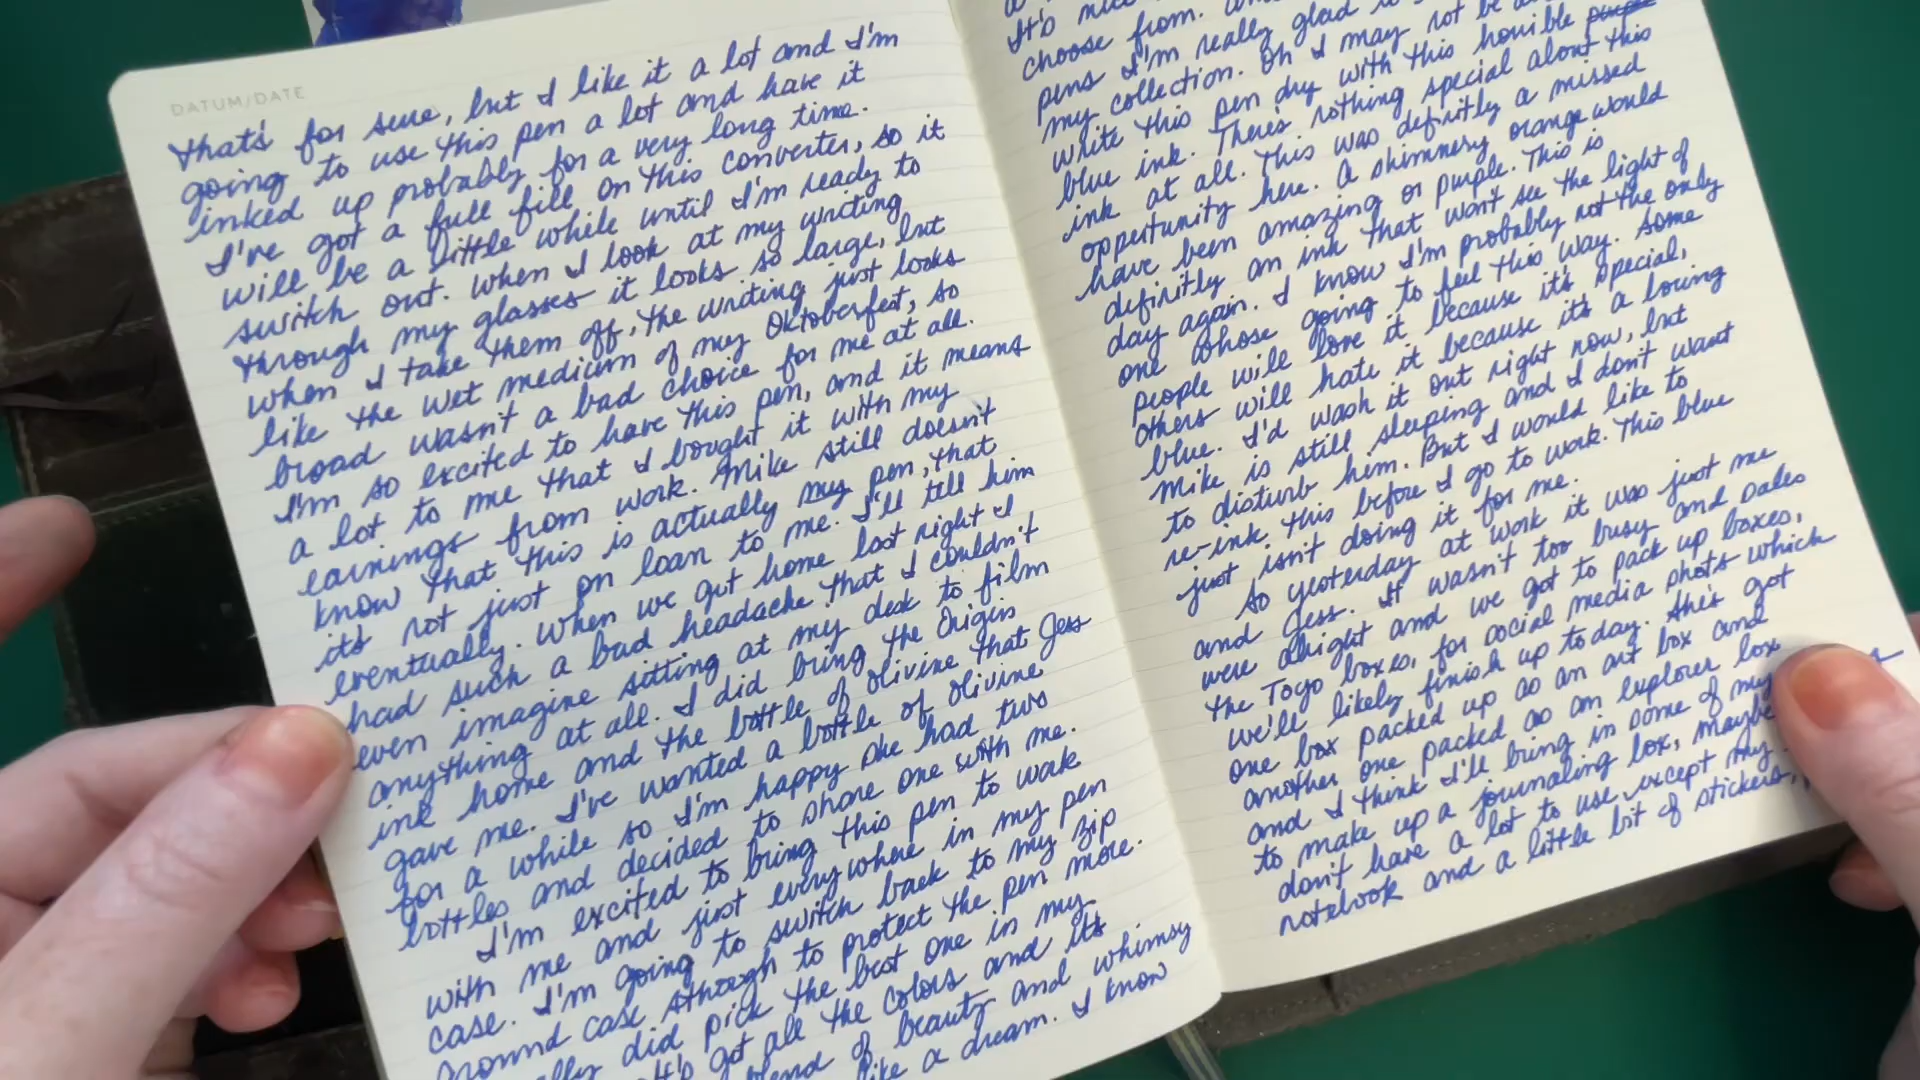 DATUM/DATE
that's for sure, but I like it a lot and I'm
going to use this pen a lot and have it
inked up probably for a very long time.
I've got a full fill on this converter, so it
will be a little while until I'm ready to
switch out. When I look at my writing
through my glasses it looks so large, but
when I take them off, the writing just looks
like the wet medium of my Oktoberfest, so
broad wasn't a bad choice for me at all.
I'm so excited to have this pen, and it means
a lot to me that I bought it with my
earnings from work. Mike still doesn't
know that this is actually my pen, that
it's not just on loan to me. I'll tell him
eventually. When we got home last night I
had such a bad headache that I couldn't
even imagine sitting at my desk to film
anything at all. I did bring the Origin
ink home and the bottle of Olivine that Jess
gave me. I've wanted a bottle of Olivine
for a while so I'm happy she had two
bottles and decided to share one with me.
I'm excited to bring this pen to wak
with me and just everywhere in my pen
case. I'm going to switch back to my zip
around case although to protect the pen more.
did pick the best one in my
It's got all the colors and its
blend of beauty and whimsy
like a dream. I know
It's nice
choose from.
pens I'm really glad
my collection. Oh I may not be
write this pen dry with this horrible
blue ink. There's nothing special about this
ink at all. This was definitly a missed
oppertunity here. A shimmery orange would
have been amazing or purple. This is
definitly an ink that won't see the light of
day again. I know I'm probably not the only
one whose going to feel this way. Some
people will love it because it's special,
others will hate it because it's a boring
blue. I'd wash it out right now, but
Mike is still sleeping and I don't want
to disturb him. But I would like to
re-ink this before I go to work. This blue
just isn't doing it for me.
So yesterday at work it was just me
and Jess. It wasn't too busy and sales
were alright and we got to pack up boxes,
the Togo boxes, for social media phots which
we'll likely finish up today. She's got
one box packed up as an art box and
another one packed as an explorer box
and I think I'll bring in some of my
to make up a journaling box, maybe
don't have a lot to use except my
notebook and a little bit of stickers,